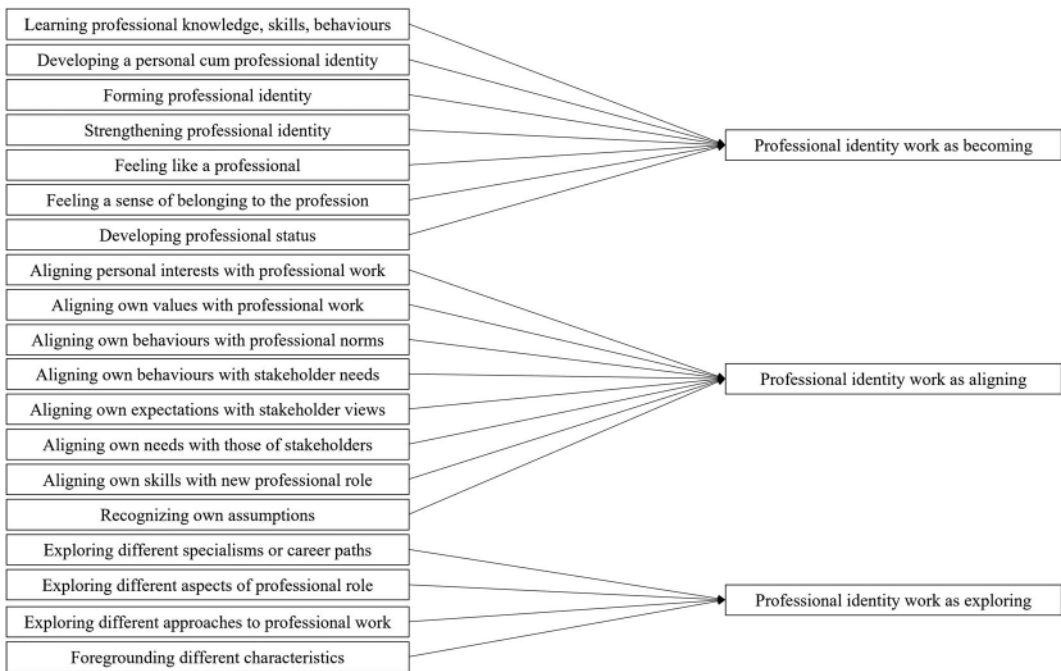 Learning professional knowledge, skills, behaviours
Developing a personal cum professional identity
Forming professional identity
Strengthening professional identity
Feeling like a professional
Feeling a sense of belonging to the profession
Developing professional status
Professional identity work as becoming
Aligning personal interests with professional work
Aligning own values with professional work
Aligning own behaviours with professional norms
Aligning own behaviours with stakeholder needs
Aligning own expectations with stakeholder views
Aligning own needs with those of stakeholders
Aligning own skills with new professional role
Recognizing own assumptions
Professional identity work as aligning
Exploring different specialisms or career paths
Exploring different aspects of professional role
Exploring different approaches to professional work
Foregrounding different characteristics
Professional identity work as exploring